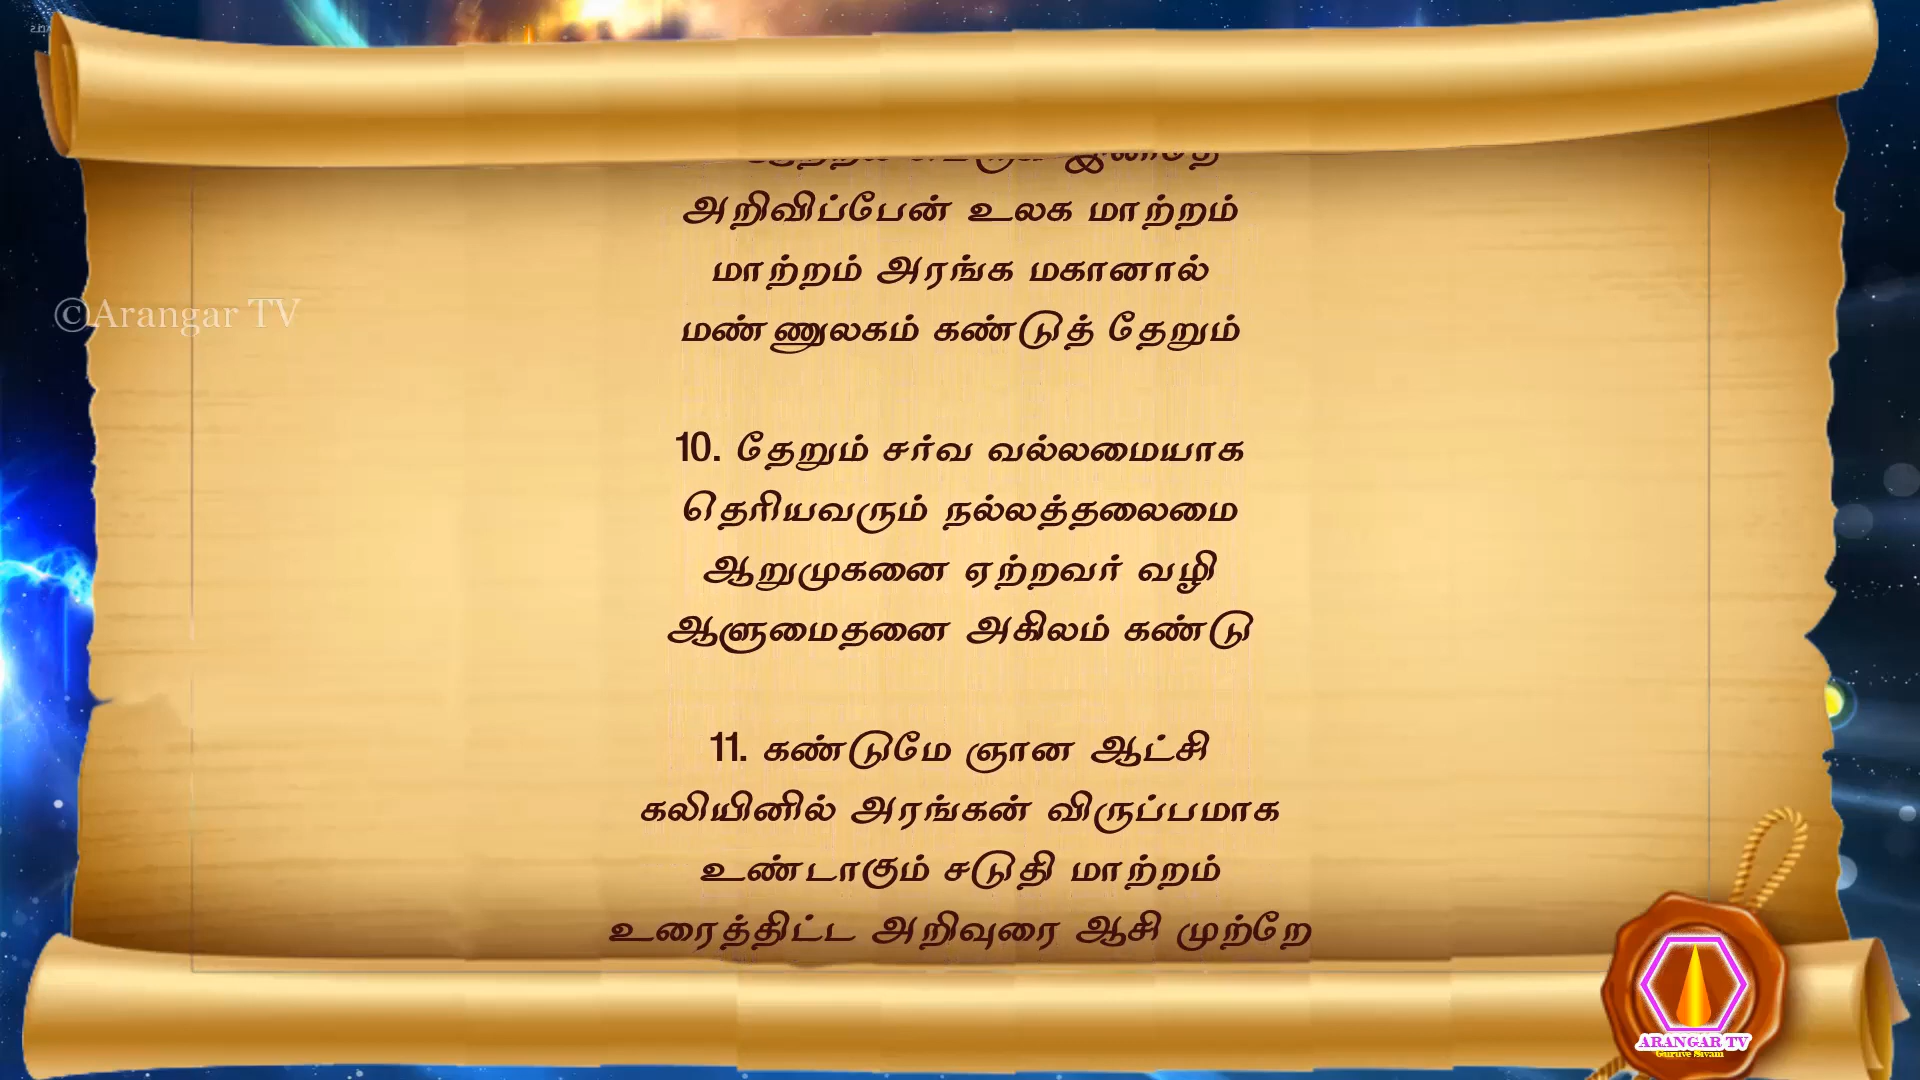 அறிவிப்பேன் உலக மாற்றம்
மாற்றம் அரங்க மகானால்
மண்ணுலகம் கண்டுத் தேறும்
©Arangar TV
10. தேறும் சர்வ வல்லமையாக
தெரியவரும் நல்லத்தலைமை
ஆறுமுகனை ஏற்றவர் வழி
ஆளுமைதனை அகிலம் கண்டு
11. கண்டுமே ஞான ஆட்சி
கலியினில் அரங்கன் விருப்பமாக
உண்டாகும் சடுதி மாற்றம்
உரைத்திட்ட அறிவுரை ஆசி முற்றே
ARANGAR TV
Guruve Sivam